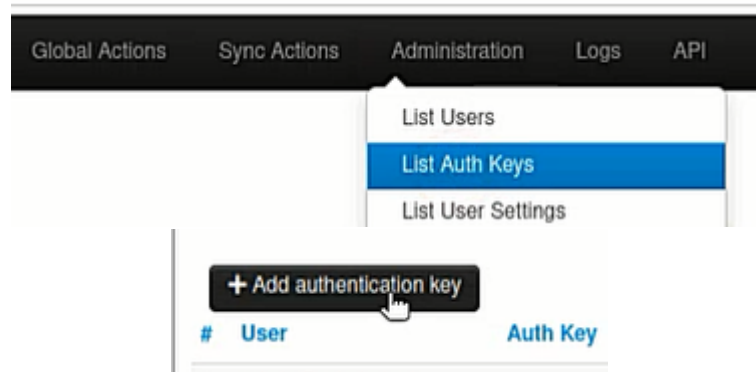 Global Actions Sync Actions Administration Logs API
List Users
List Auth Keys
List User Settings
+ Add authentication key
# User Auth Key